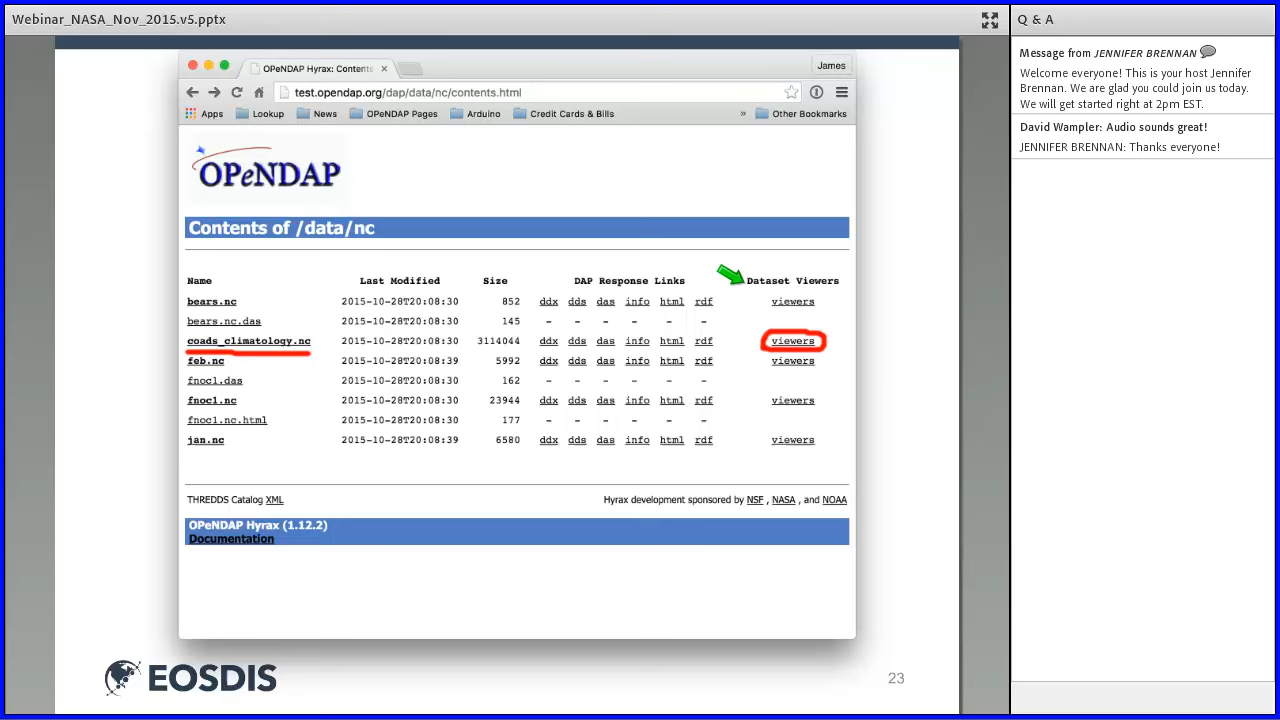 Webinar_NASA_Nov_2015.v5.pptx
OPeNDAP Hyrax: Contents
James
test.opendap.org/dap/data/nc/contents.html
Apps Lookup News OPeNDAP Pages Arduino Credit Cards & Bills » Other Bookmarks
OPeNDAP
Contents of /data/nc
Name Last Modified Size DAP Response Links Dataset Viewers
bears.nc 2015-10-28T20:08:30 852 ddx dds das info html rdf viewers
bears.nc.das 2015-10-28T20:08:30 145 - - - - - -
coads_climatology.nc 2015-10-28T20:08:30 3114044 ddx dds das info html rdf viewers
feb.nc 2015-10-28T20:08:39 5992 ddx dds das info html rdf viewers
fnoc1.das 2015-10-28T20:08:30 162 - - - - - -
fnoc1.nc 2015-10-28T20:08:30 23944 ddx dds das info html rdf viewers
fnoc1.nc.html 2015-10-28T20:08:30 177 - - - - - -
jan.nc 2015-10-28T20:08:39 6580 ddx dds das info html rdf viewers
THREDDS Catalog XML Hyrax development sponsored by NSF , NASA , and NOAA
OPeNDAP Hyrax (1.12.2)
Documentation
EOSDIS
23
Q & A
Message from JENNIFER BRENNAN
Welcome everyone! This is your host Jennifer
Brennan. We are glad you could join us today.
We will get started right at 2pm EST.
David Wampler: Audio sounds great!
JENNIFER BRENNAN: Thanks everyone!